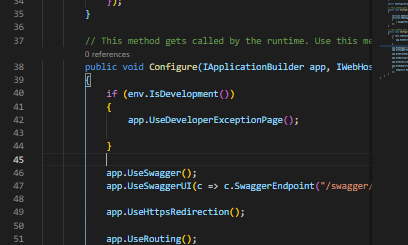 34 });
35 }
36
37 // This method gets called by the runtime. Use this me
0 references
38 public void Configure(IApplicationBuilder app, IWebHos
39 {
40 if (env.IsDevelopment())
41 {
42 app.UseDeveloperExceptionPage();
43
44 }
45
46 app.UseSwagger();
47 app.UseSwaggerUI(c => c.SwaggerEndpoint("/swagger/
48
49 app.UseHttpsRedirection();
50
51 app.UseRouting();